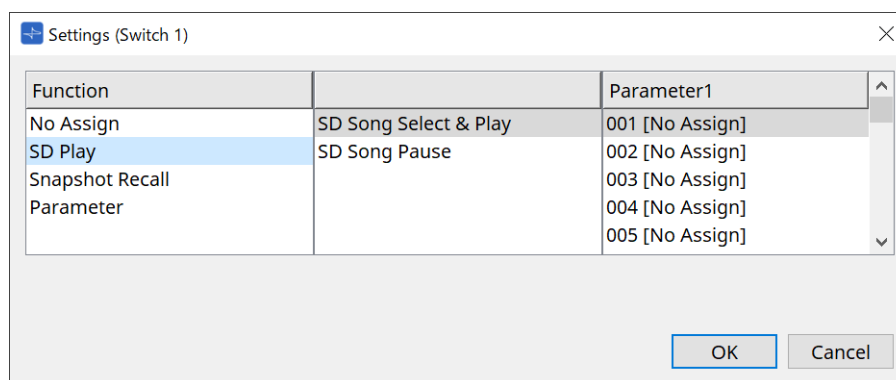 Settings (Switch 1)
Function
Parameter1
No Assign
SD Song Select & Play
001 [No Assign]
SD Play
SD Song Pause
002 [No Assign]
Snapshot Recall
003 [No Assign]
Parameter
004 [No Assign]
005 [No Assign]
OK
Cancel